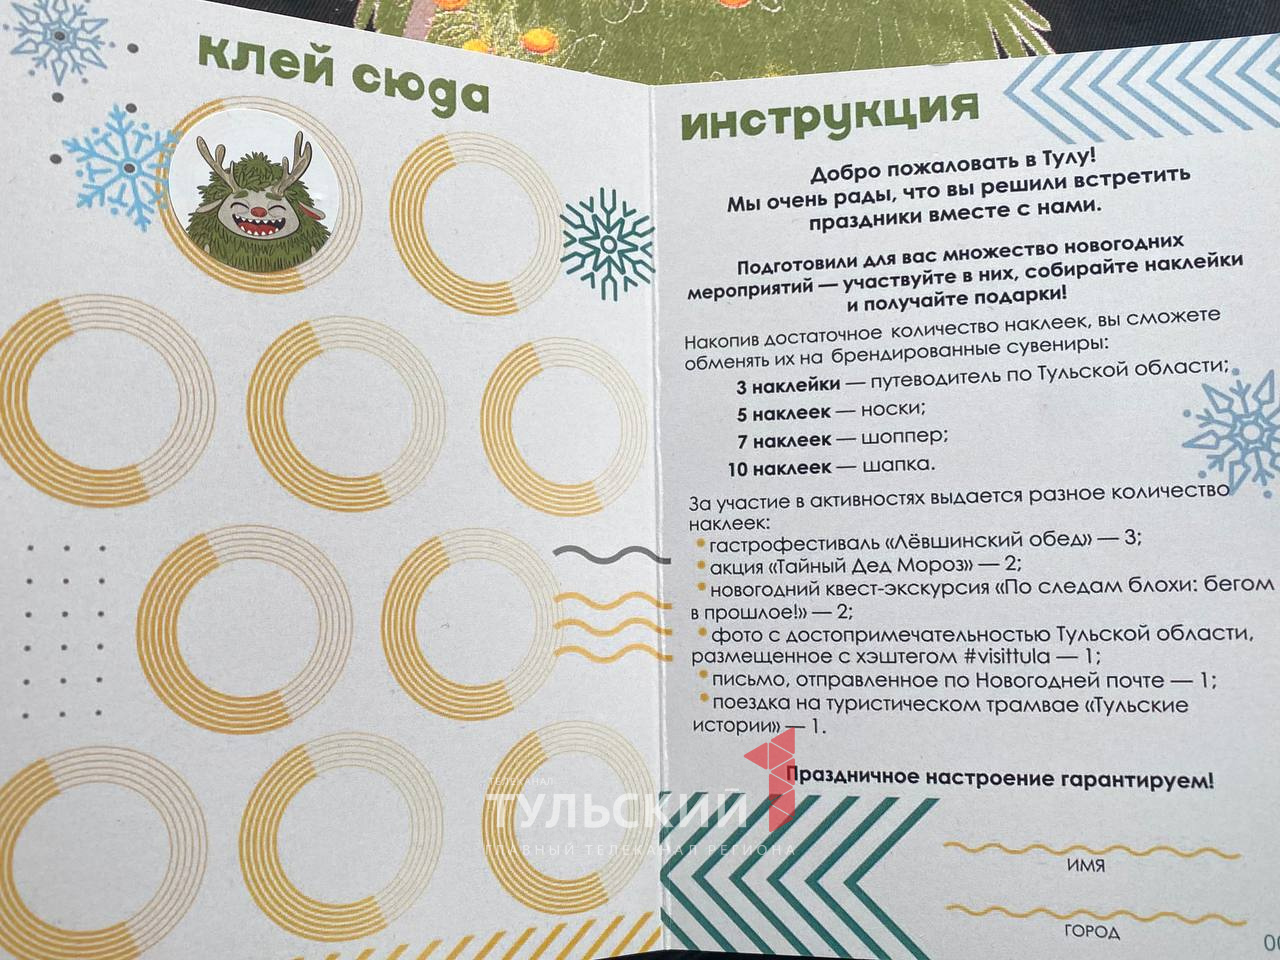 клей сюда
инструкция
Добро пожаловать в Тулу!
Мы очень рады, что вы решили встретить
праздники вместе с нами.
Подготовили для вас множество новогодних
мероприятий — участвуйте в них, собирайте наклейки
и получайте подарки!
Накопив достаточное количество наклеек, вы сможете
обменять их на брендированные сувениры:
3 наклейки — путеводитель по Тульской области;
5 наклеек — носки;
7 наклеек — шоппер;
10 наклеек — шапка.
За участие в активностях выдается разное количество
наклеек:
• гастрофестиваль «Лёвшинский обед» — 3;
• акция «Тайный Дед Мороз» — 2;
• новогодний квест-экскурсия «По следам блохи: бегом
в прошлое!» — 2;
• фото с достопримечательностью Тульской области,
размещенное с хэштегом #visittula — 1;
• письмо, отправленное по Новогодней почте — 1;
• поездка на туристическом трамвае «Тульские
истории» — 1.
Праздничное настроение гарантируем!
ИМЯ
ГОРОД
ТЕЛЕКАНАЛ
ТУЛЬСКИЙ 1
ГЛАВНЫЙ ТЕЛЕКАНАЛ РЕГИОНА